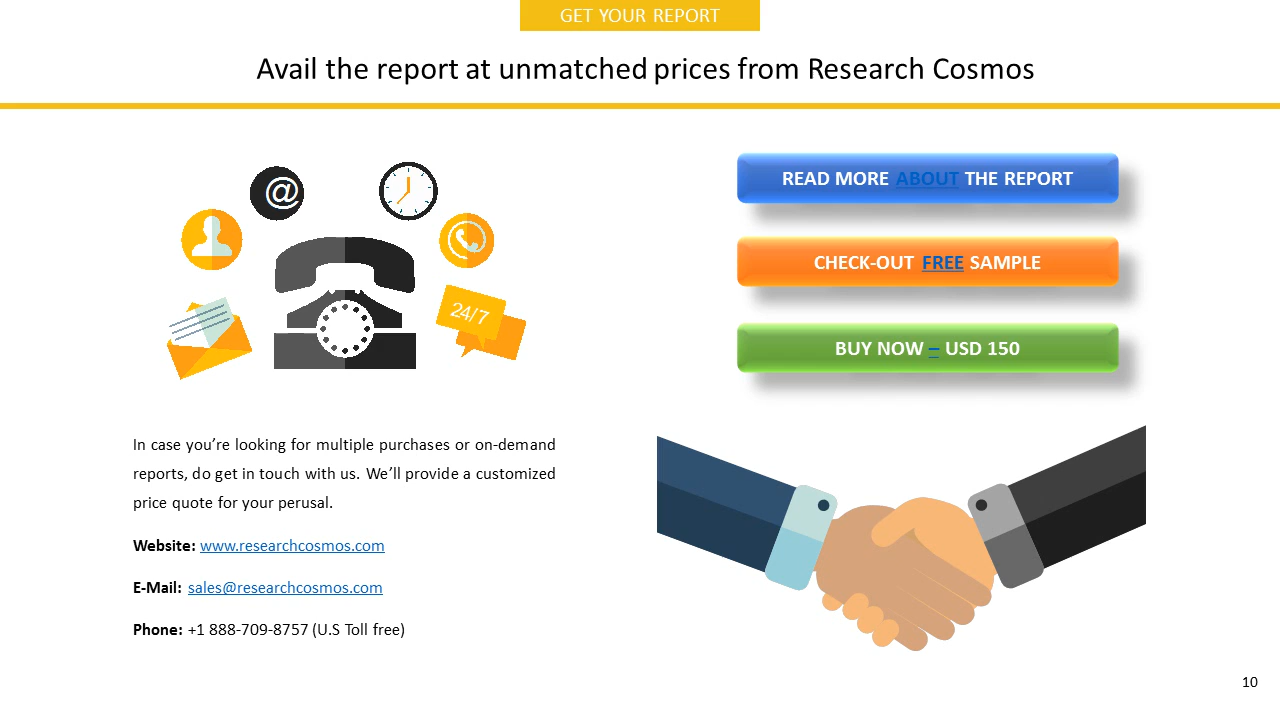 GET YOUR REPORT
Avail the report at unmatched prices from Research Cosmos
@
24/7
READ MORE ABOUT THE REPORT
CHECK-OUT FREE SAMPLE
BUY NOW – USD 150
In case you’re looking for multiple purchases or on-demand
reports, do get in touch with us. We’ll provide a customized
price quote for your perusal.
Website: www.researchcosmos.com
E-Mail: sales@researchcosmos.com
Phone: +1 888-709-8757 (U.S Toll free)
10